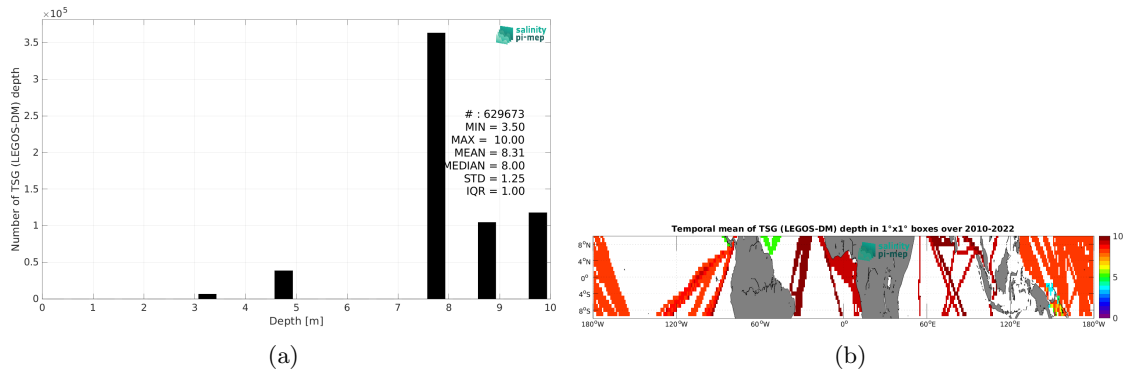 ×10⁵
3.5
3
2.5
2
1.5
1
0.5
0
Number of TSG (LEGOS-DM) depth
salinity
pi-mep
# : 629673
MIN = 3.50
MAX = 10.00
MEAN = 8.31
MEDIAN = 8.00
STD = 1.25
IQR = 1.00
0 1 2 3 4 5 6 7 8 9 10
Depth [m]
(a)
Temporal mean of TSG (LEGOS-DM) depth in 1°x1° boxes over 2010-2022
salinity
pi-mep
8°N
4°N
0°
4°S
8°S
180°W 120°W 60°W 0° 60°E 120°E 180°W
10
5
0
(b)